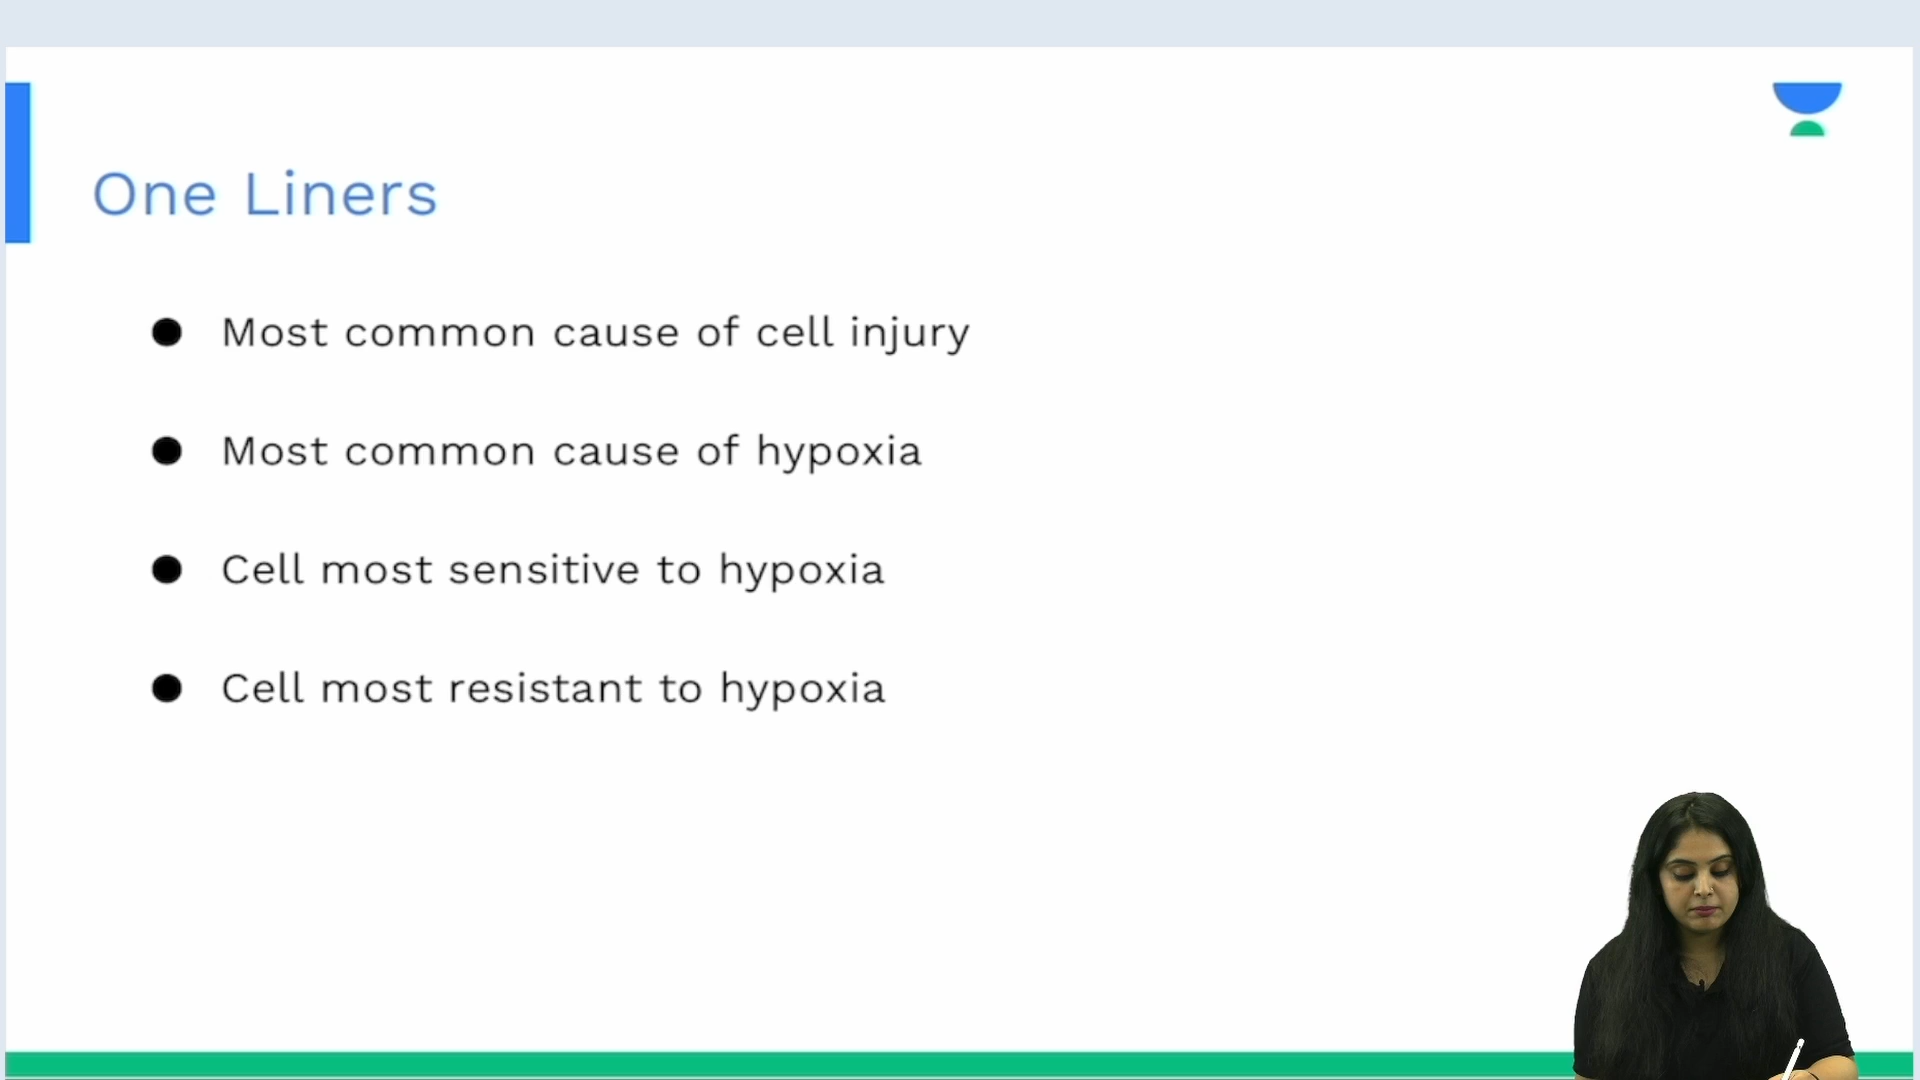 One Liners
Most common cause of cell injury
Most common cause of hypoxia
Cell most sensitive to hypoxia
Cell most resistant to hypoxia